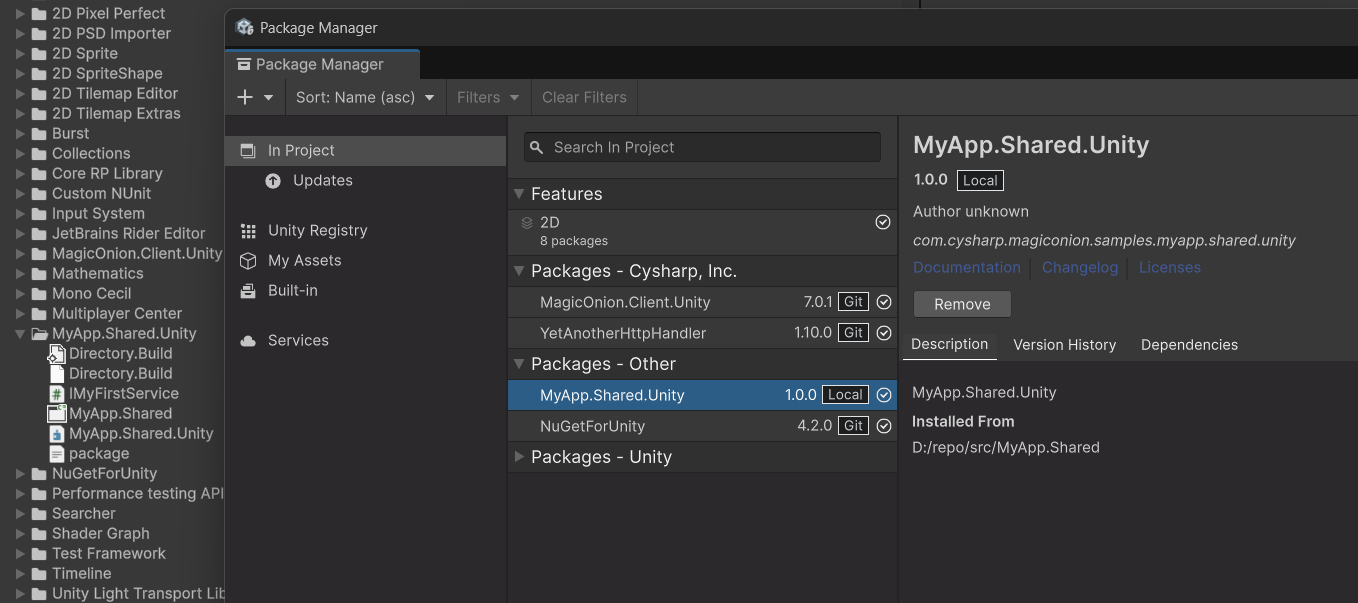 2D Pixel Perfect
2D PSD Importer
2D Sprite
2D SpriteShape
2D Tilemap Editor
2D Tilemap Extras
Burst
Collections
Core RP Library
Custom NUnit
Input System
JetBrains Rider Editor
MagicOnion.Client.Unity
Mathematics
Mono Cecil
Multiplayer Center
MyApp.Shared.Unity
Directory.Build
Directory.Build
IMyFirstService
MyApp.Shared
MyApp.Shared.Unity
package
NuGetForUnity
Performance testing API
Searcher
Shader Graph
Test Framework
Timeline
Unity Light Transport Lib
Package Manager
Package Manager
Sort: Name (asc) Filters Clear Filters
In Project
Updates
Unity Registry
My Assets
Built-in
Services
Search In Project
Features
2D
8 packages
Packages - Cysharp, Inc.
MagicOnion.Client.Unity 7.0.1 Git
YetAnotherHttpHandler 1.10.0 Git
Packages - Other
MyApp.Shared.Unity 1.0.0 Local
NuGetForUnity 4.2.0 Git
Packages - Unity
MyApp.Shared.Unity
1.0.0 Local
Author unknown
com.cysharp.magiconion.samples.myapp.shared.unity
Documentation Changelog Licenses
Remove
Description Version History Dependencies
MyApp.Shared.Unity
Installed From
D:/repo/src/MyApp.Shared